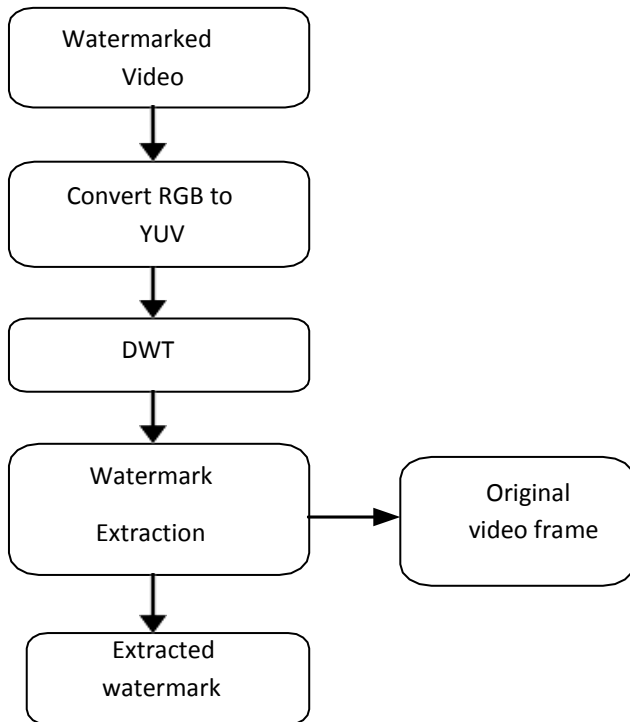 Watermarked
Video
Convert RGB to
YUV
DWT
Watermark
Extraction
Original
video frame
Extracted
watermark